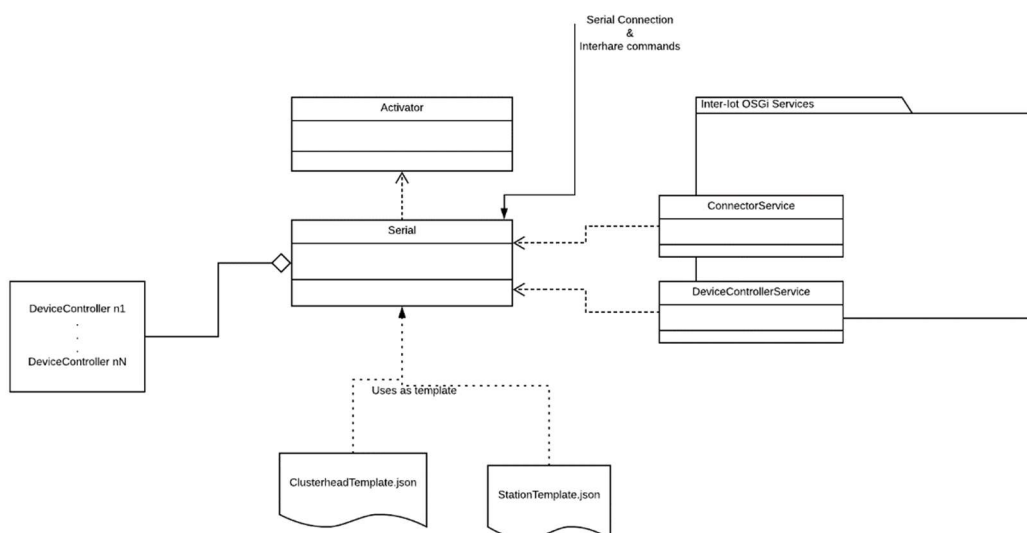 Serial Connection
&
Interhare commands
Activator
Inter-Iot OSGi Services
ConnectorService
Serial
DeviceControllerService
DeviceController n1
.
.
.
DeviceController nN
Uses as template
ClusterheadTemplate.json
StationTemplate.json